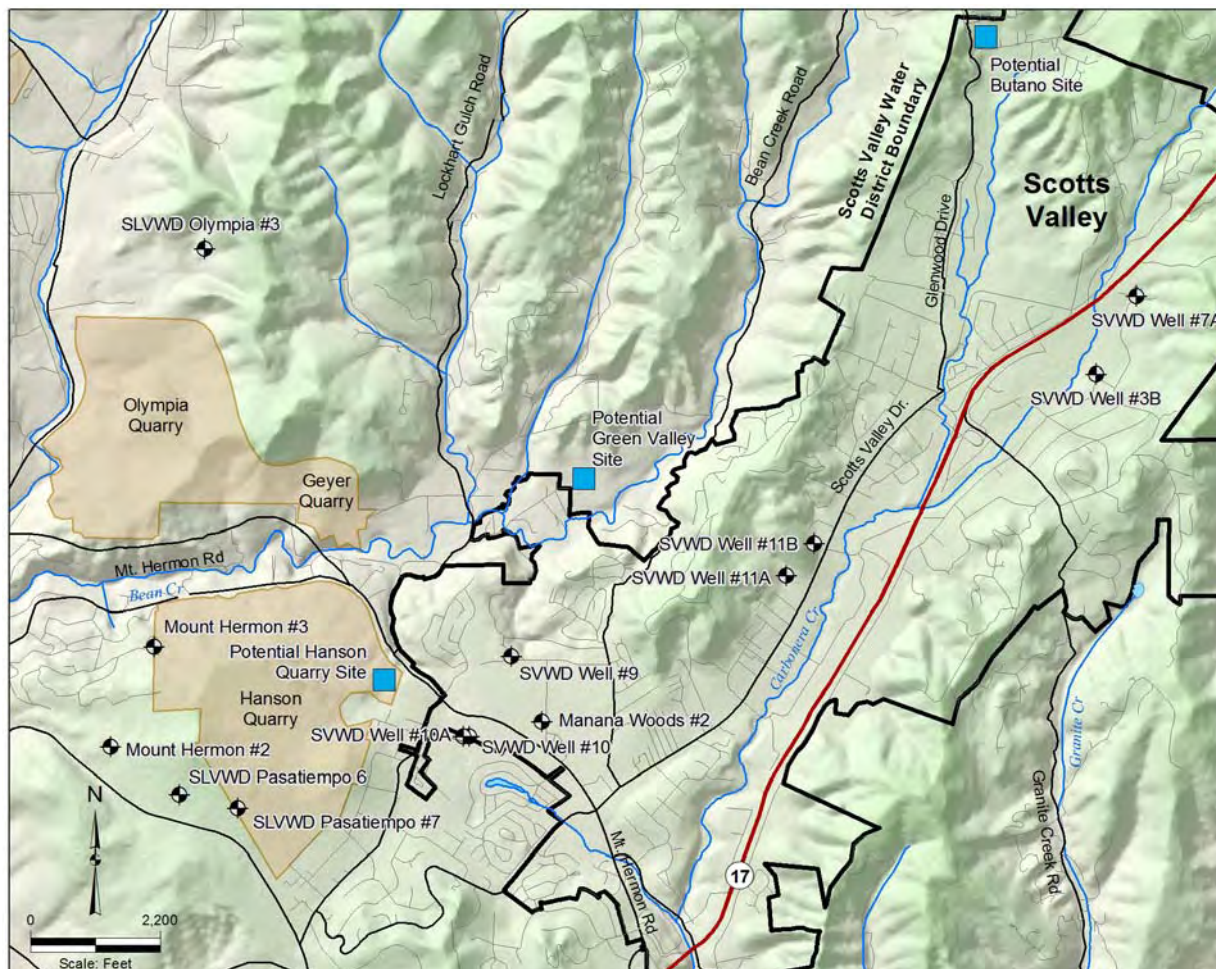 Potential
Butano Site
Lockhart Gulch Road
Bean Creek Road
Scotts Valley Water
District Boundary
Scotts
Valley
SLVWD Olympia #3
Glenwood Drive
SVWD Well #7A
SVWD Well #3B
Olympia
Quarry
Potential
Green Valley
Site
Scotts Valley Dr.
Geyer
Quarry
SVWD Well #11B
Mt. Hermon Rd
SVWD Well #11A
Bean Cr
Mount Hermon #3
Potential Hanson
Quarry Site
SVWD Well #9
Carbonera Cr
Hanson
Quarry
Manana Woods #2
SVWD Well #10A
SVWD Well #10
Granite Cr
Mount Hermon #2
SLVWD Pasatiempo 6
SLVWD Pasatiempo #7
N
Granite Creek Rd
Mt. Hermon Rd
17
0
2,200
Scale: Feet